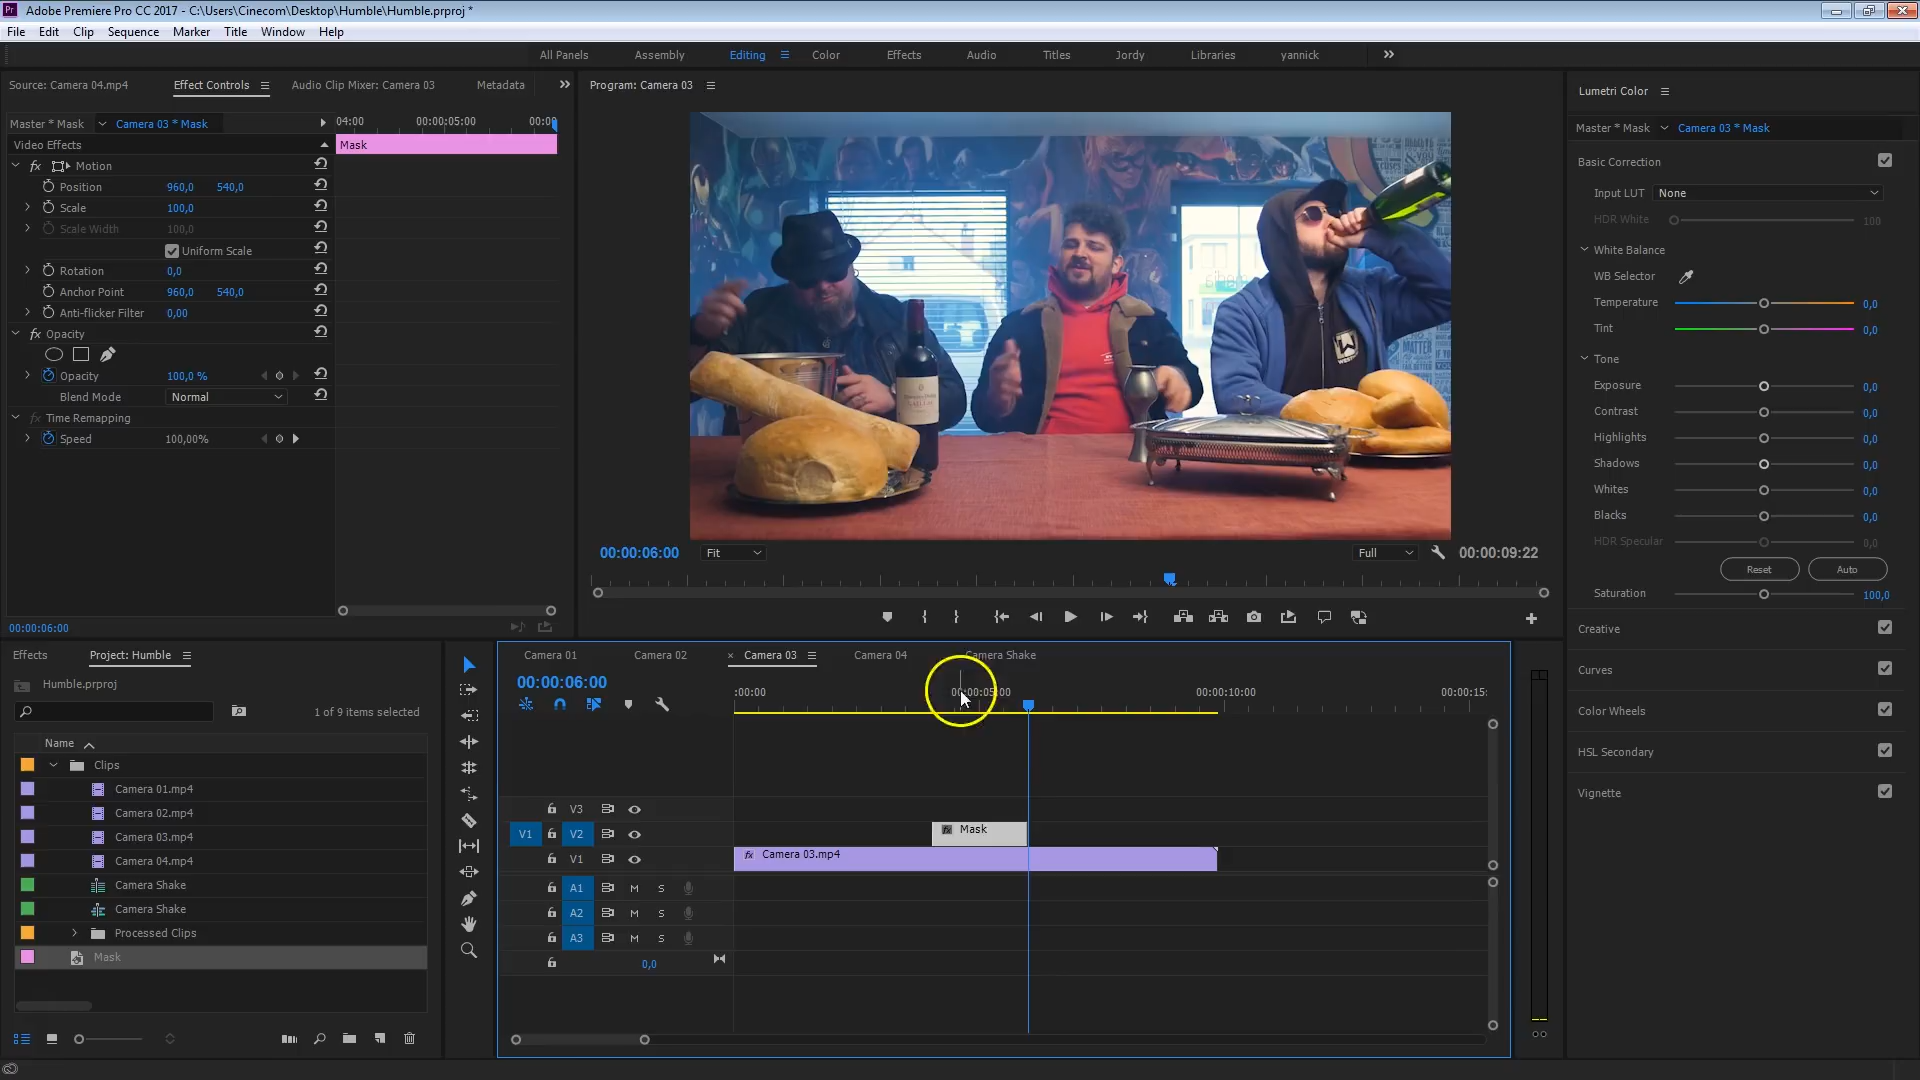 Adobe Premiere Pro CC 2017 - C:\Users\Cinecom\Desktop\Humble\Humble.prproj *
File Edit Clip Sequence Marker Title Window Help
All Panels Assembly Editing Color Effects Audio Titles Jordy Libraries yannick
Source: Camera 04.mp4 Effect Controls Audio Clip Mixer: Camera 03 Metadata
Program: Camera 03
Lumetri Color
Master * Mask Camera 03 * Mask 04:00 00:00:05:00 00:00
Video Effects Mask
fx Motion
Position 960,0 540,0
Scale 100,0
Scale Width 100,0
Uniform Scale
Rotation 0,0
Anchor Point 960,0 540,0
Anti-flicker Filter 0,00
fx Opacity
Opacity 100,0 %
Blend Mode Normal
fx Time Remapping
Speed 100,00%
00:00:06:00
00:00:06:00 Fit Full 00:00:09:22
Master * Mask Camera 03 * Mask
Basic Correction
Input LUT None
HDR White 100
White Balance
WB Selector
Temperature 0,0
Tint 0,0
Tone
Exposure 0,0
Contrast 0,0
Highlights 0,0
Shadows 0,0
Whites 0,0
Blacks 0,0
HDR Specular 0,0
Reset Auto
Saturation 100,0
Creative
Curves
Color Wheels
HSL Secondary
Vignette
Effects Project: Humble
Humble.prproj
1 of 9 items selected
Name
Clips
Camera 01.mp4
Camera 02.mp4
Camera 03.mp4
Camera 04.mp4
Camera Shake
Camera Shake
Processed Clips
Mask
Camera 01 Camera 02 × Camera 03 Camera 04 Camera Shake
00:00:06:00
:00:00 00:00:05:00 00:00:10:00 00:00:15:
V3
V1 V2 fx Mask
V1 fx Camera 03.mp4
A1 M S
A2 M S
A3 M S
0,0